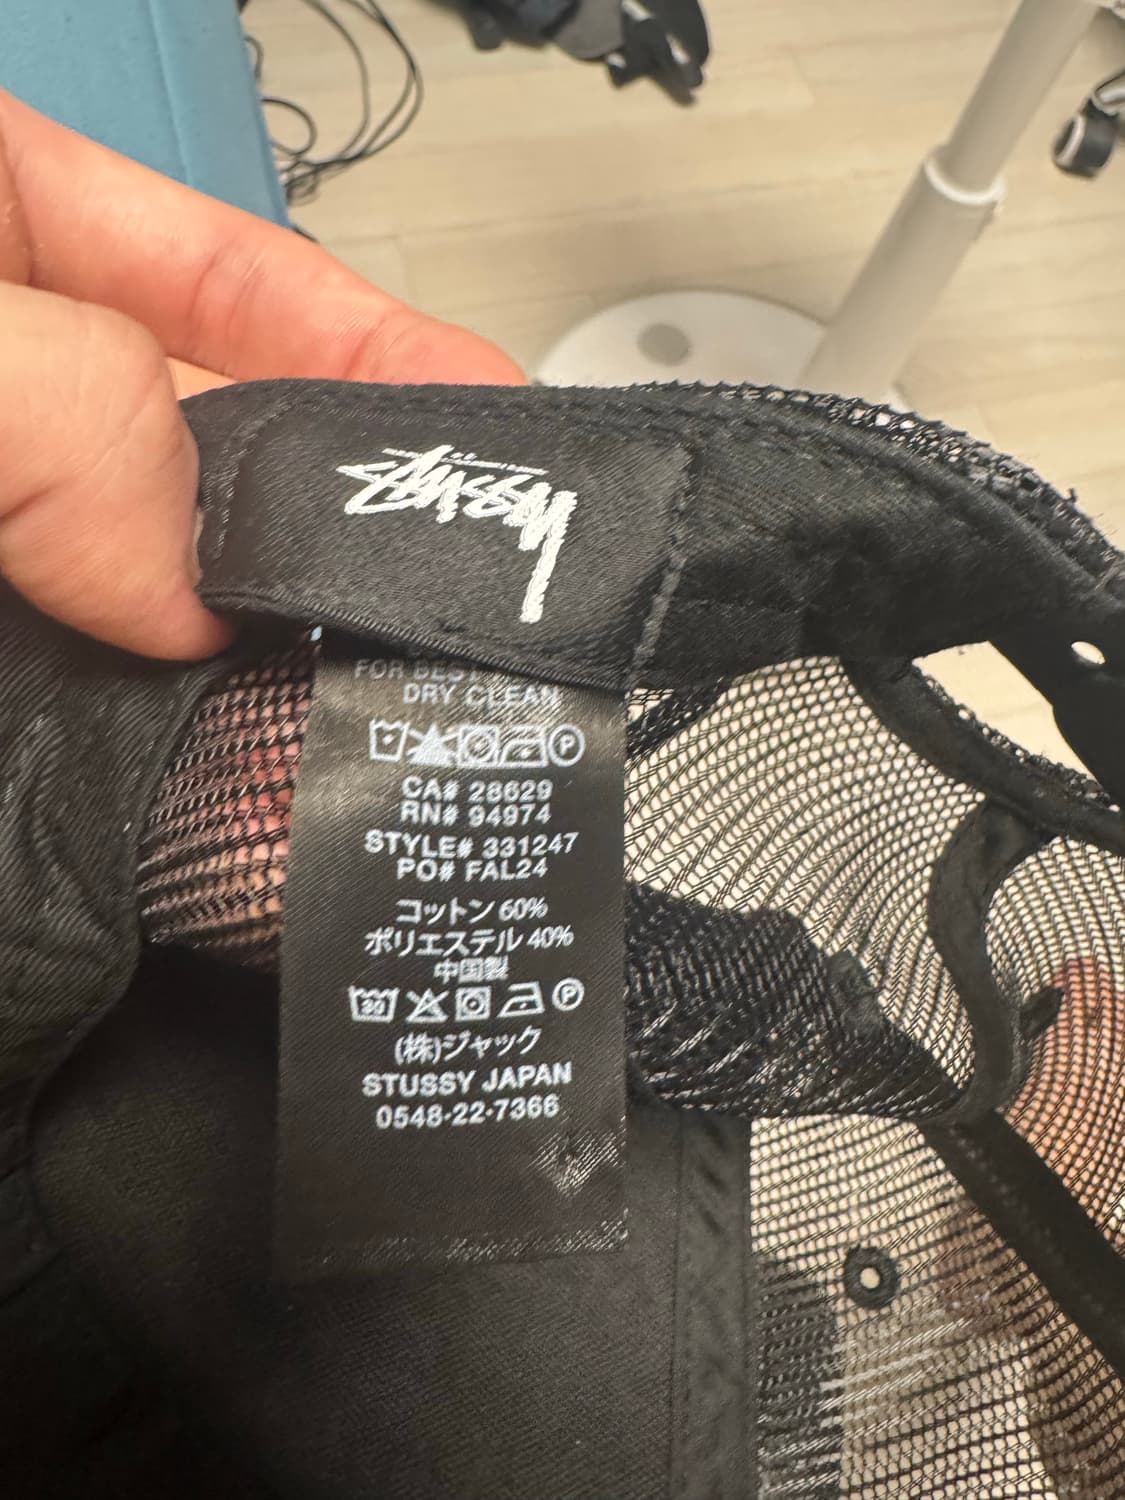 FOR BEST
DRY CLEAN
CA# 28629
RN# 94974
STYLE# 331247
PO# FAL24
コットン 60%
ポリエステル 40%
中国製
30
P
(株)ジャック
STUSSY JAPAN
0548-22-7366